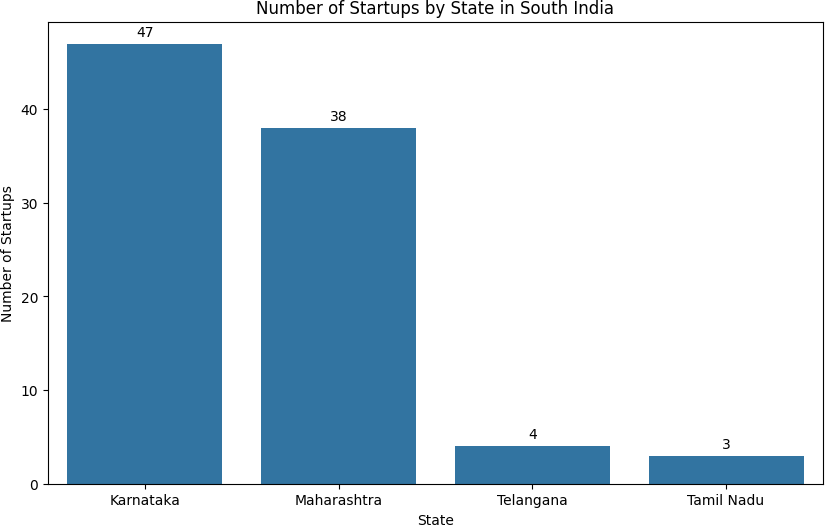 Number of Startups by State in South India
47
38
4
3
Number of Startups
40
30
20
10
0
Karnataka
Maharashtra
Telangana
Tamil Nadu
State